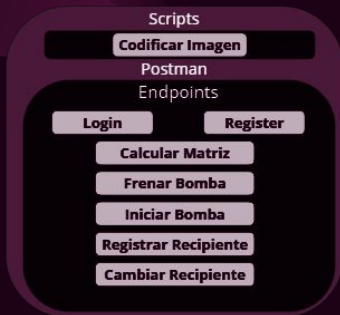 Scripts
Codificar Imagen
Postman
Endpoints
Login Register
Calcular Matriz
Frenar Bomba
Iniciar Bomba
Registrar Recipiente
Cambiar Recipiente